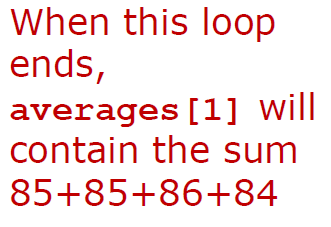 When this loop
ends,
averages[1] will
contain the sum
85+85+86+84